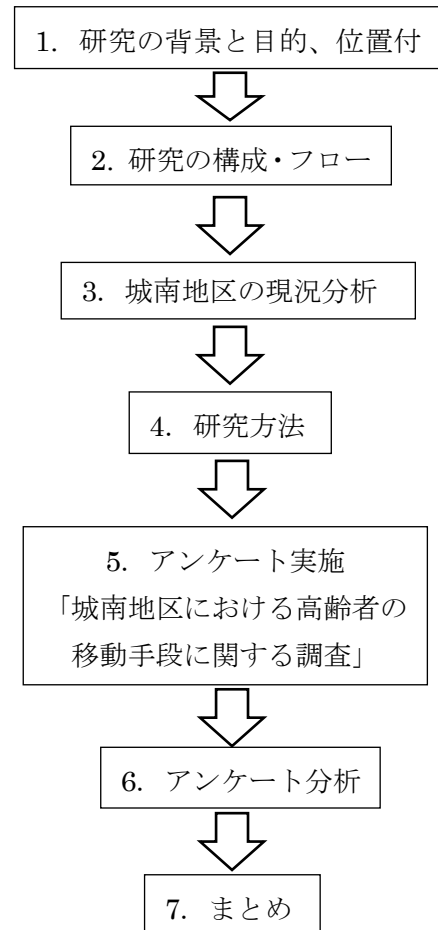 1. 研究の背景と目的、位置付
2. 研究の構成・フロー
3. 城南地区の現況分析
4. 研究方法
5. アンケート実施
「城南地区における高齢者の
移動手段に関する調査」
6. アンケート分析
7. まとめ